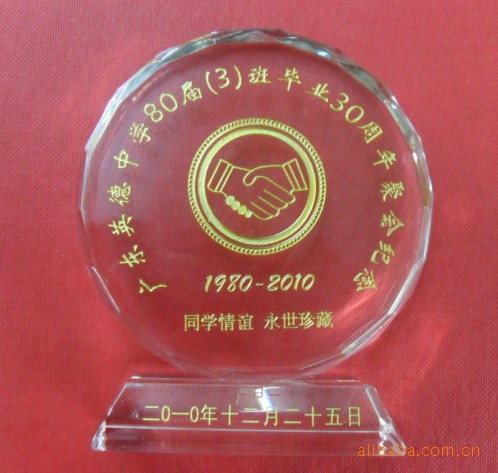 广东英德中学80届(3)班毕业30周年聚会纪念
1980-2010
同学情谊 永世珍藏
二0一0年十二月二十五日
alibaba.com.cn